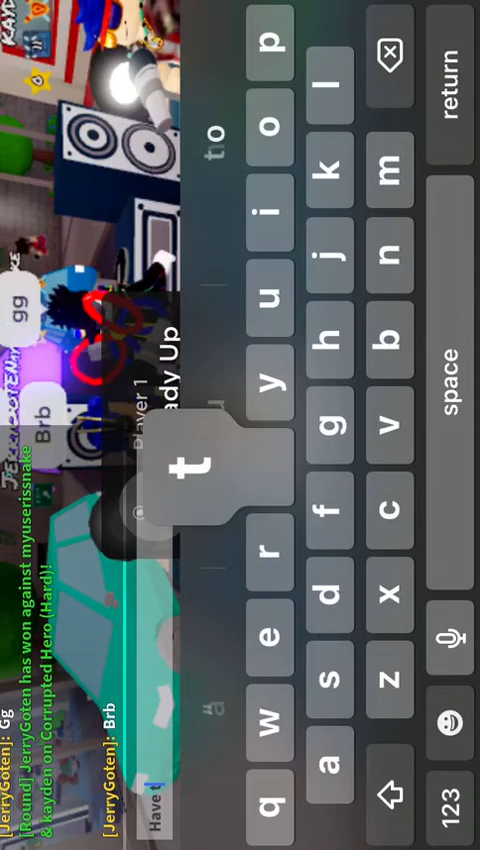 [JerryGoten]: Gg
[Round] JerryGoten has won against myuserissnake
& kayden on Corrupted Hero (Hard)!
[JerryGoten]: Brb
Have t
gg
Brb
Player 1
ady Up
to
q w e r t y u i o p
a s d f g h j k l
z x c v b n m
123 space return